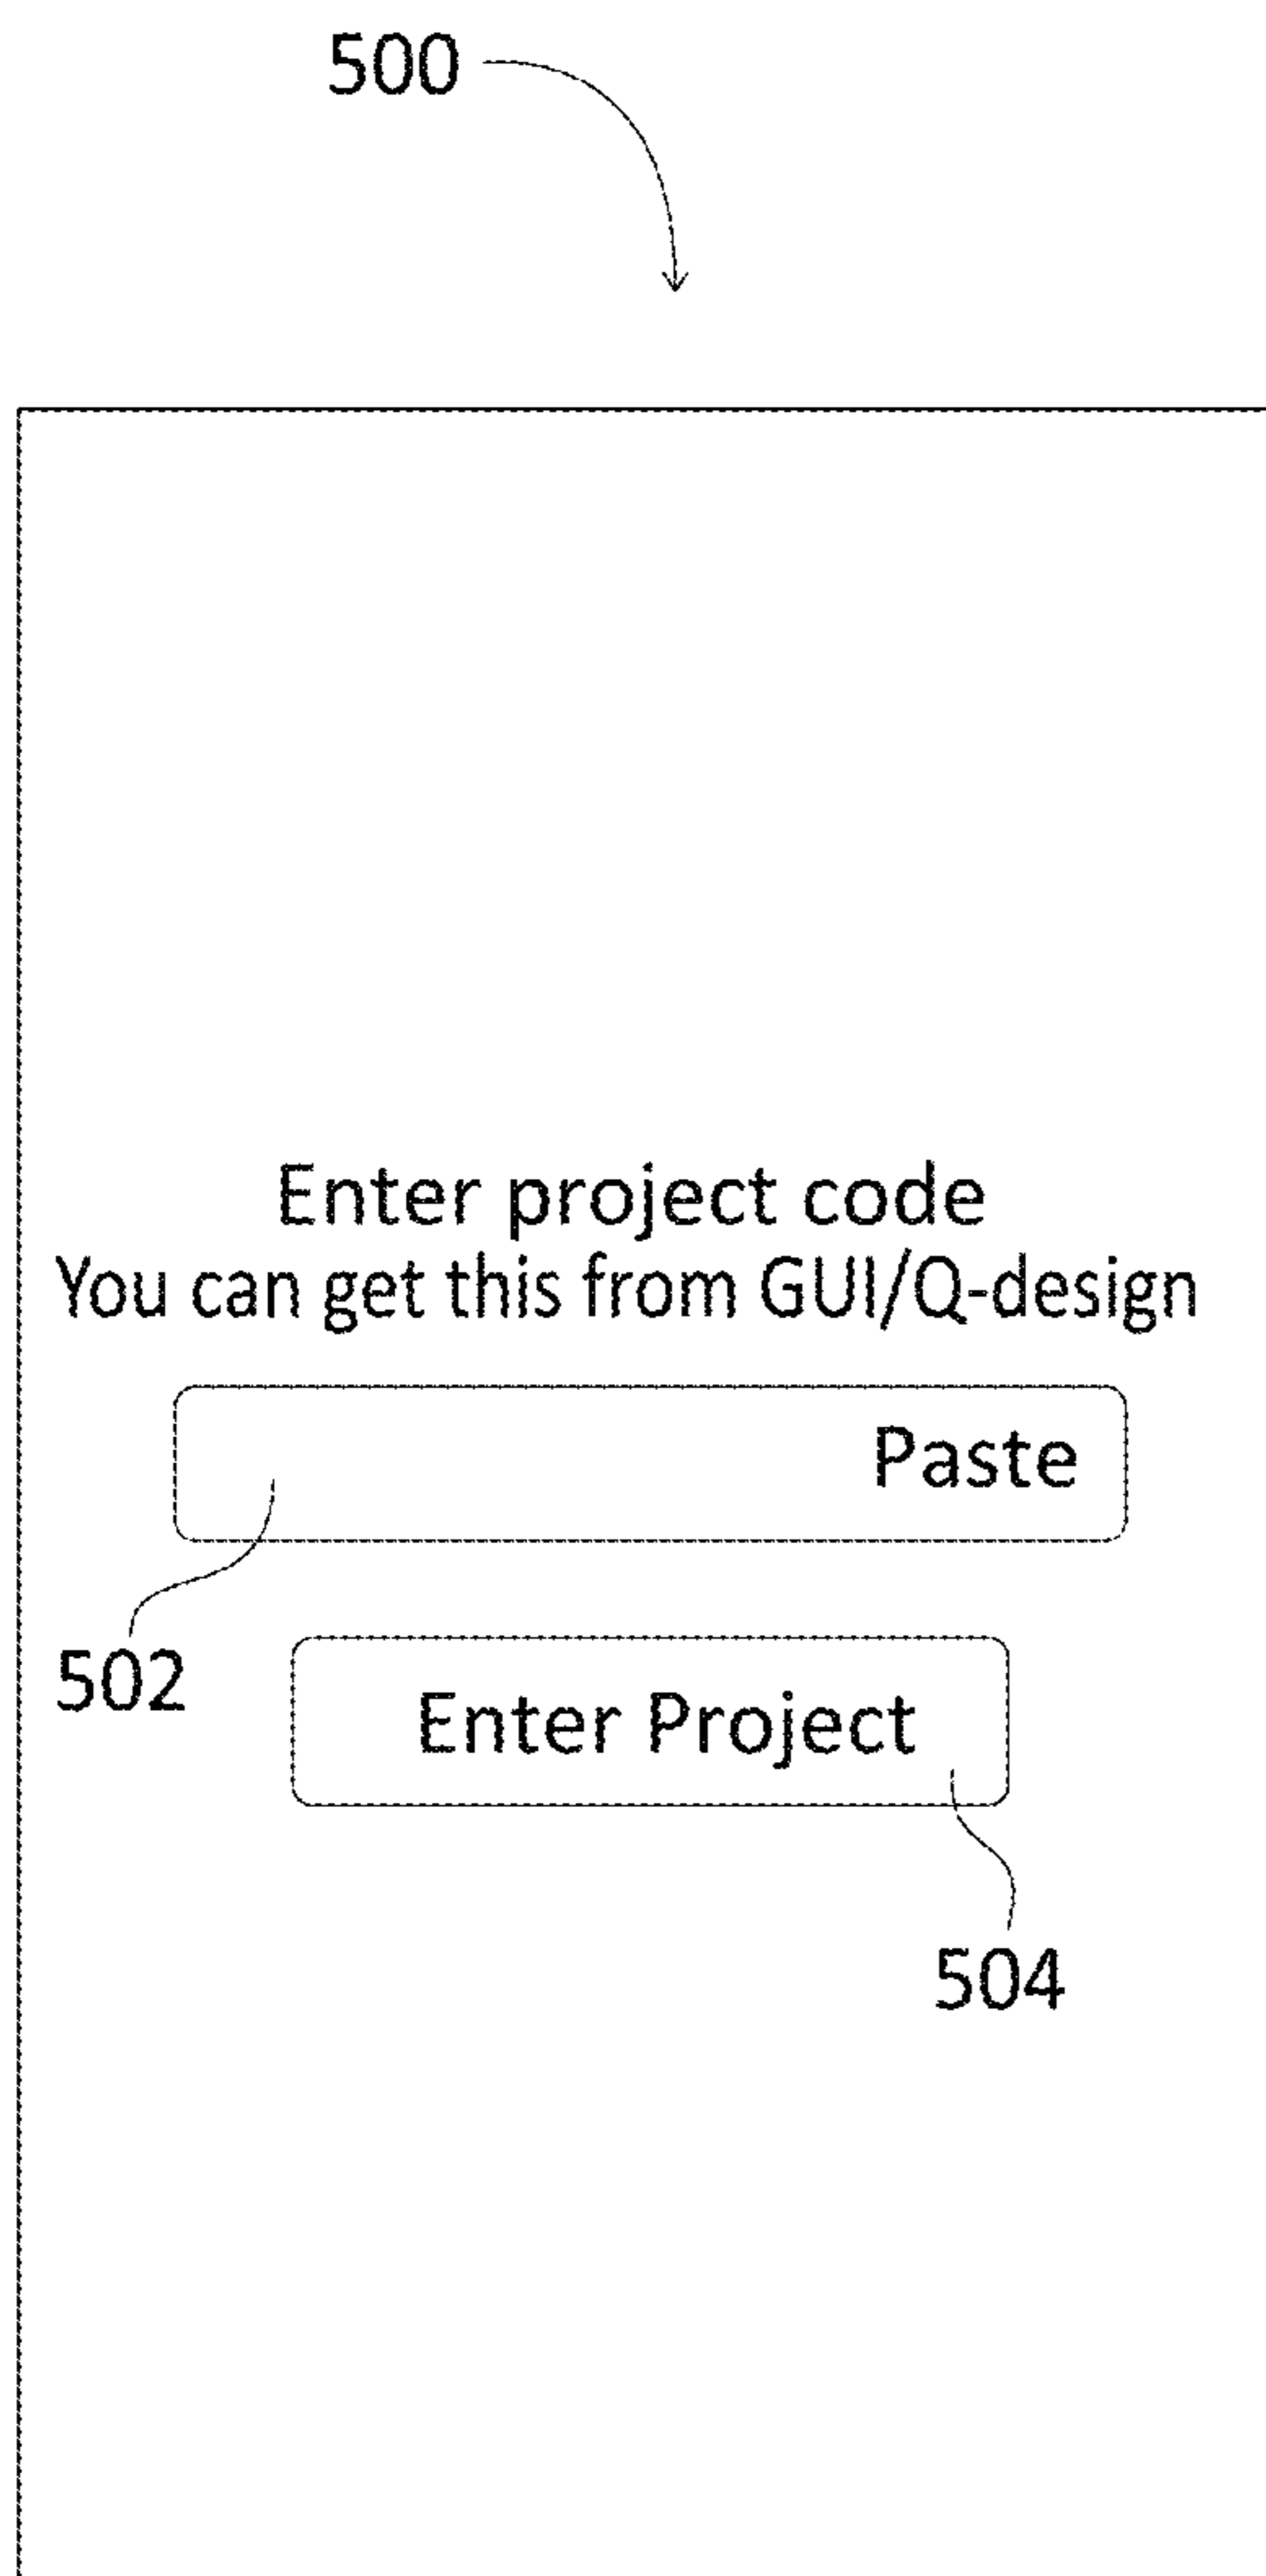 500
Enter project code
You can get this from GUI/Q-design
Paste
502
Enter Project
504